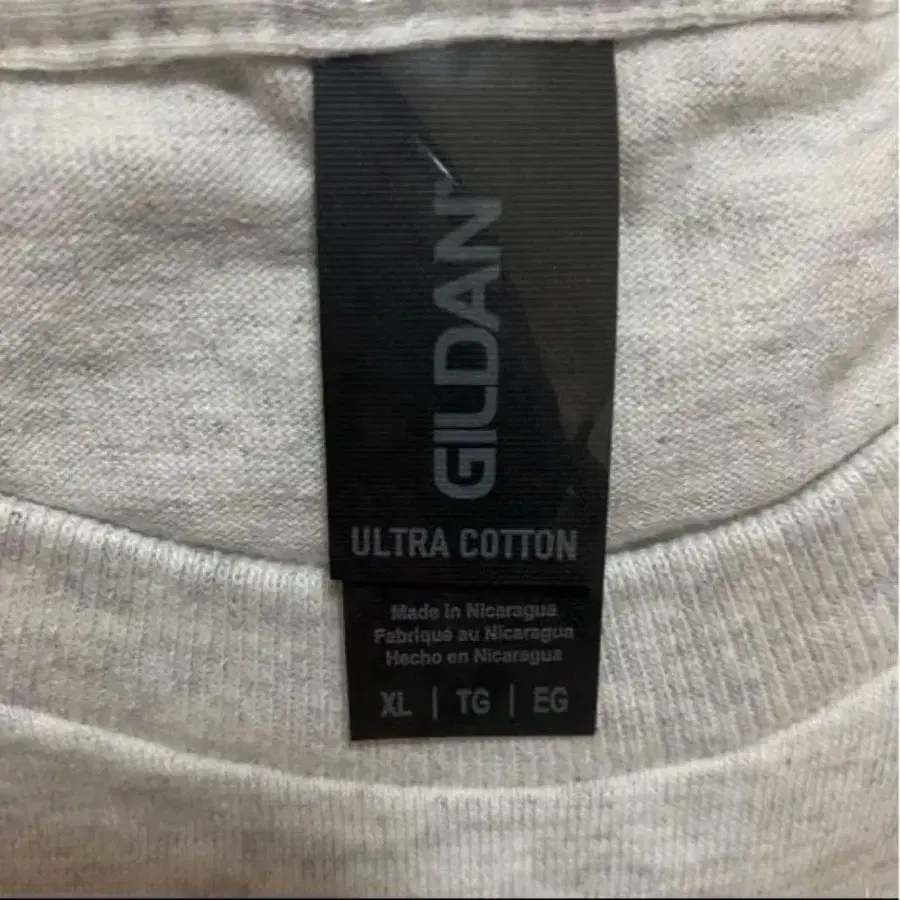 GILDAN
ULTRA COTTON
Made in Nicaragua
Fabriqué au Nicaragua
Hecho en Nicaragua
XL | TG | EG